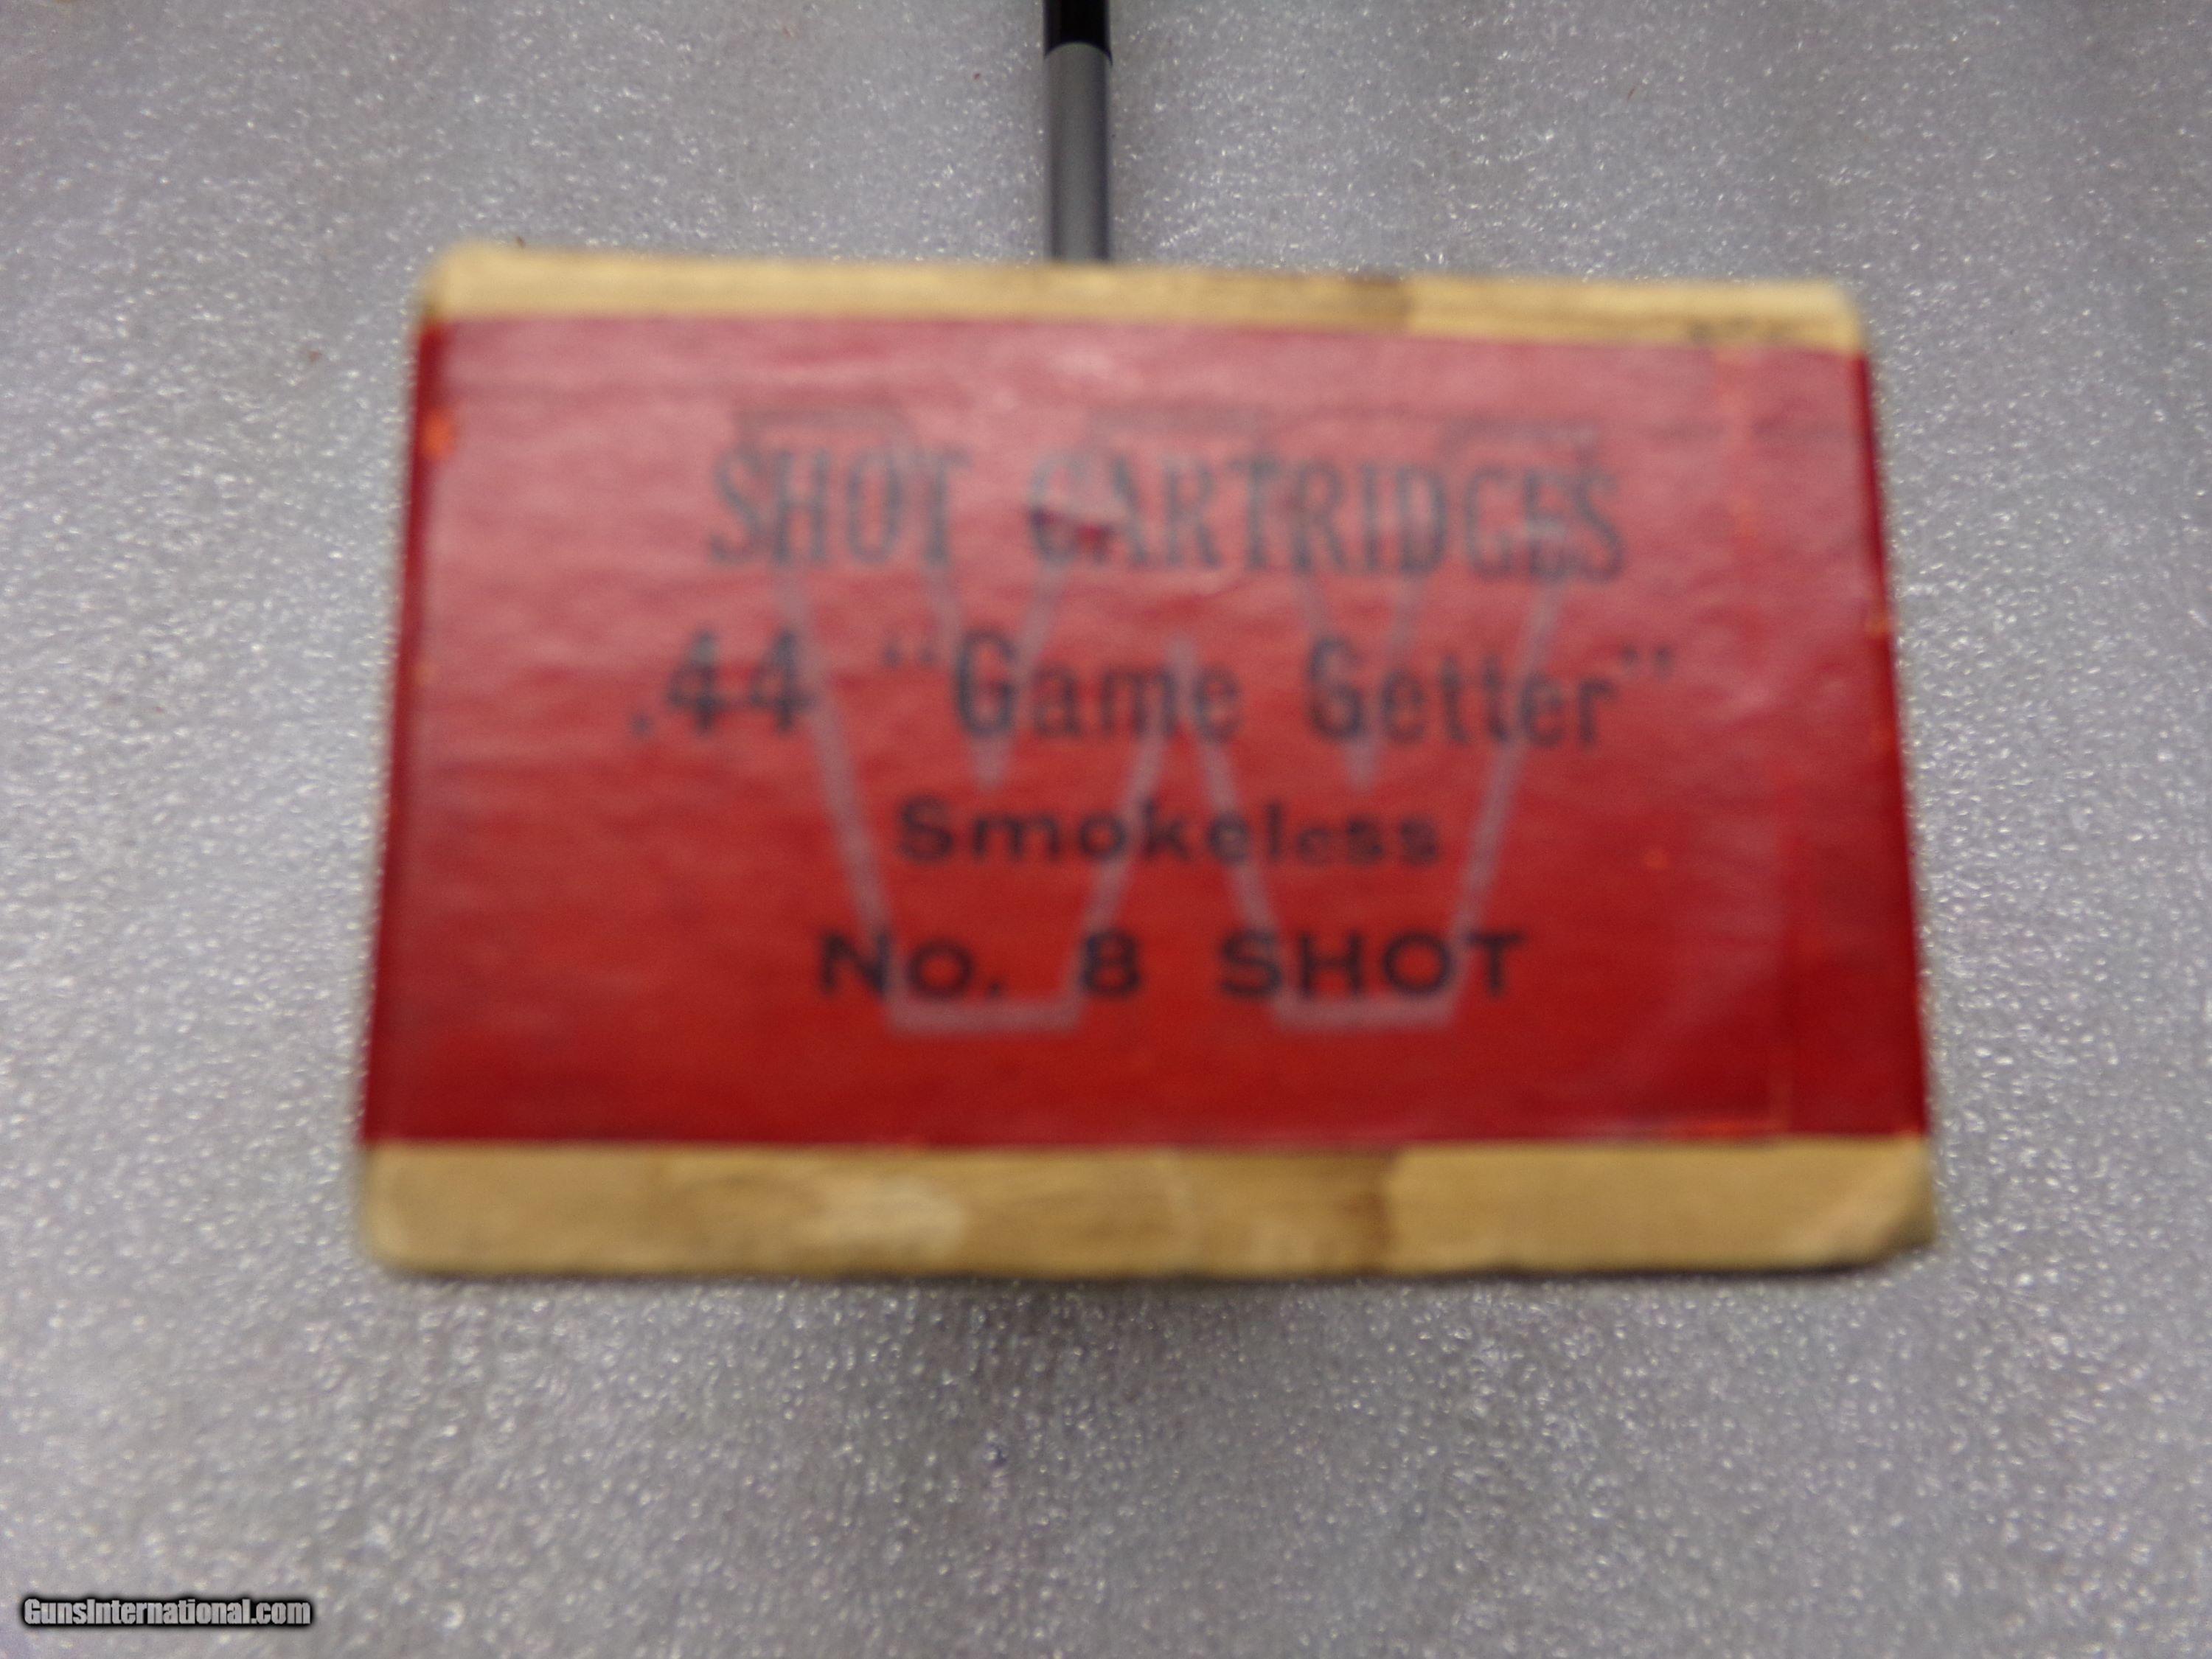 SHOT CARTRIDGES
.44 "Game Getter"
Smokeless
No. 8 SHOT
W
GunsInternational.com